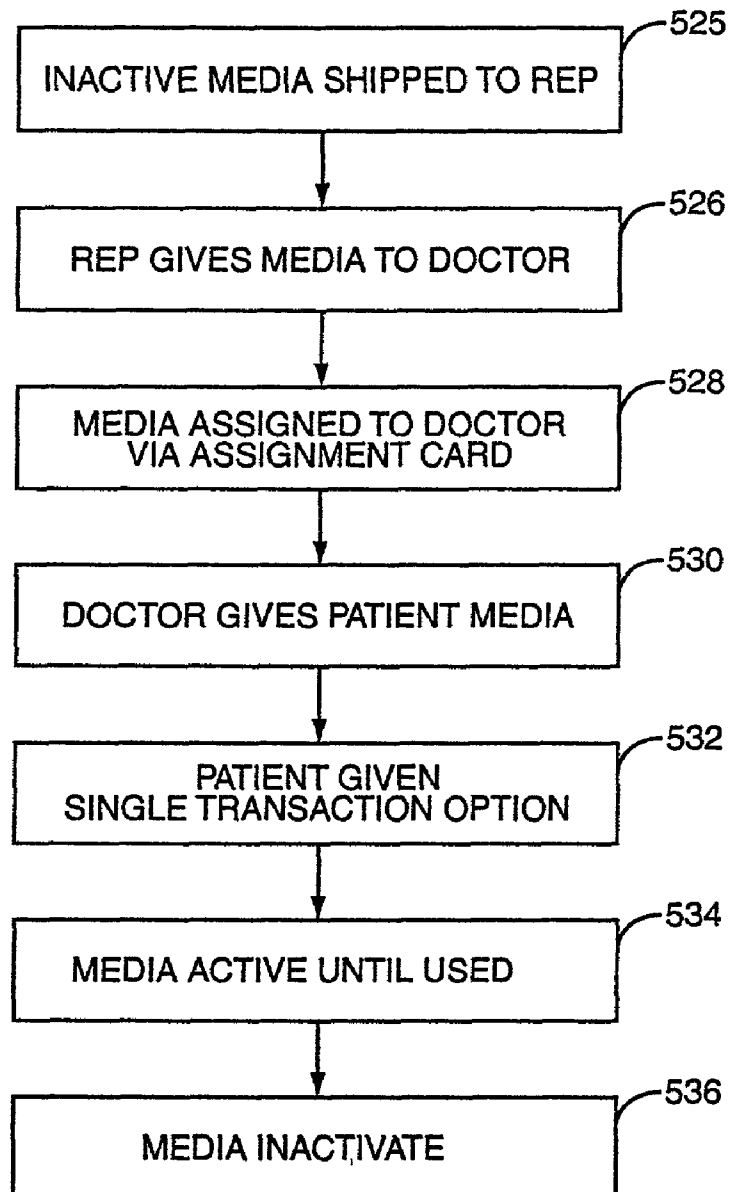 525
INACTIVE MEDIA SHIPPED TO REP
526
REP GIVES MEDIA TO DOCTOR
528
MEDIA ASSIGNED TO DOCTOR
VIA ASSIGNMENT CARD
530
DOCTOR GIVES PATIENT MEDIA
532
PATIENT GIVEN
SINGLE TRANSACTION OPTION
534
MEDIA ACTIVE UNTIL USED
536
MEDIA INACTIVATE